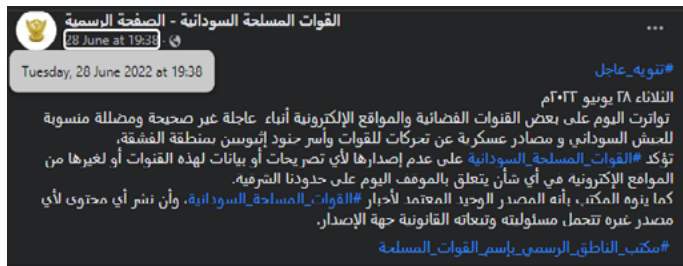 القوات المسلحة السودانية - الصفحة الرسمية
28 June at 19:38 ·
Tuesday, 28 June 2022 at 19:38
#تنويه_عاجل
الثلاثاء ٢٨ يونيو ٢٠٢٢م
تواترت اليوم على بعض القنوات الفضائية والمواقع الإلكترونية أنباء عاجلة غير صحيحة ومضللة منسوبة
للجيش السوداني و مصادر عسكرية عن تحركات للقوات وأسر جنود إثيوبيين بمنطقة الفشقة،
تؤكد #القوات_المسلحة_السودانية على عدم إصدارها لأي تصريحات أو بيانات لهذه القنوات أو لغيرها من
المواقع الإكترونية في أي شأن يتعلق بالموقف اليوم على حدودنا الشرقية.
كما ينوه المكتب بأنه المصدر الوحيد المعتمد لأخبار #القوات_المسلحة_السودانية، وأن نشر أي محتوى لأي
مصدر غيره تتحمل مسئوليته وتبعاته القانونية جهة الإصدار.
#مكتب_الناطق_الرسمي_بإسم_القوات_المسلحة